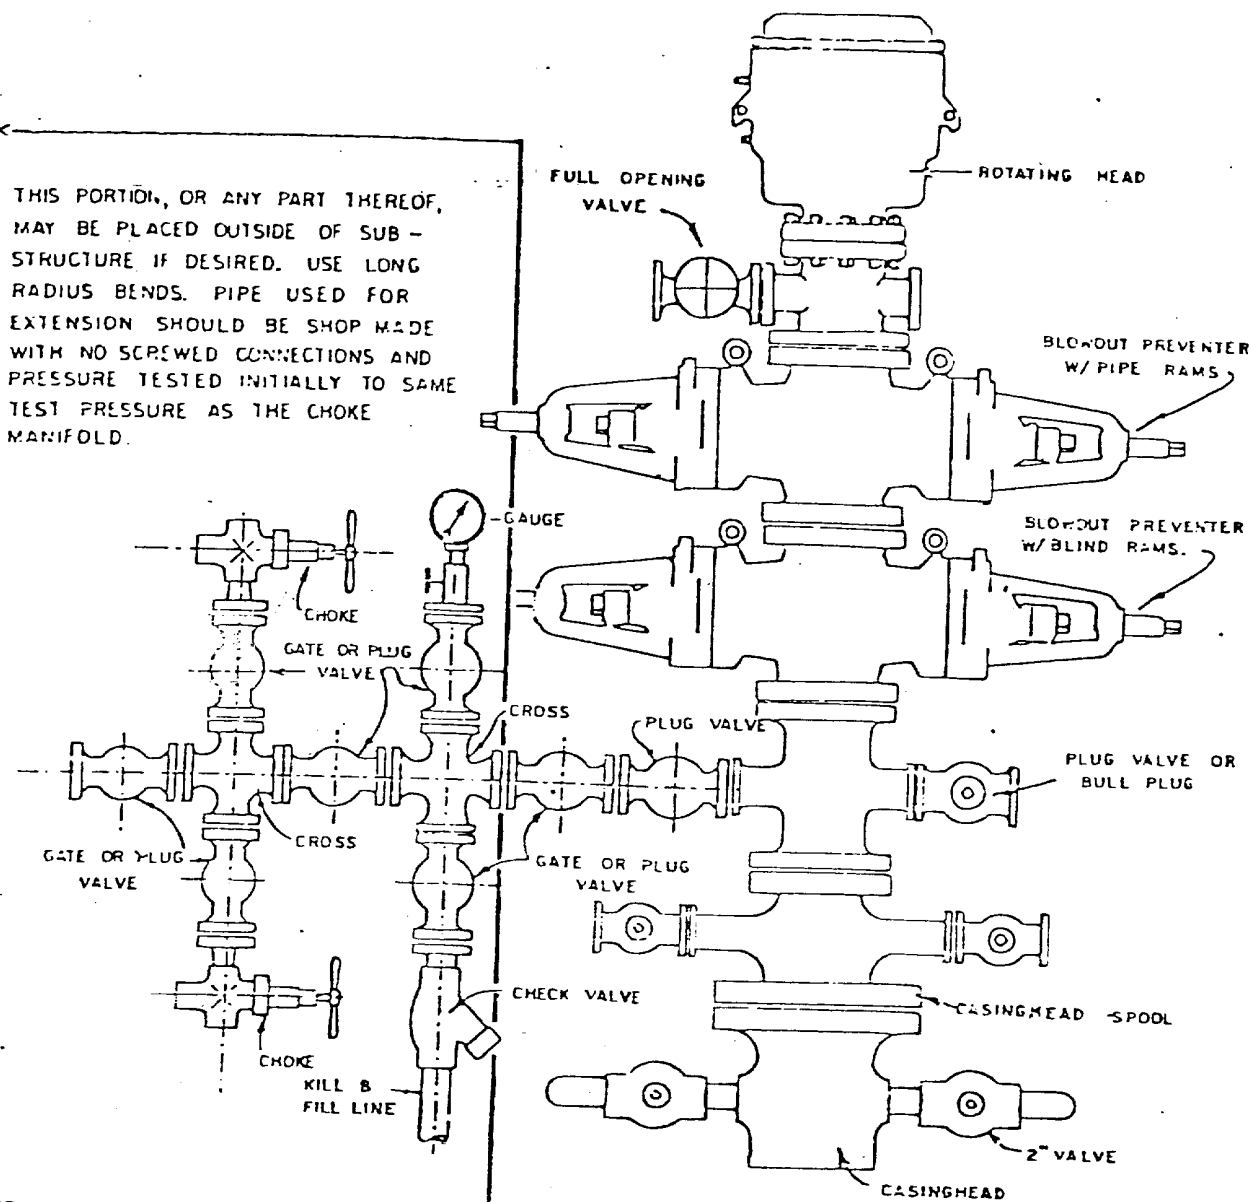 THIS PORTION, OR ANY PART THEREOF,
MAY BE PLACED OUTSIDE OF SUB-
STRUCTURE IF DESIRED. USE LONG
RADIUS BENDS. PIPE USED FOR
EXTENSION SHOULD BE SHOP MADE
WITH NO SCREWED CONNECTIONS AND
PRESSURE TESTED INITIALLY TO SAME
TEST PRESSURE AS THE CHOKE
MANIFOLD.
FULL OPENING
VALVE
ROTATING HEAD
BLOWOUT PREVENTER
W/ PIPE RAMS
GAUGE
BLOWOUT PREVENTER
W/BLIND RAMS.
CHOKE
GATE OR PLUG
VALVE
CROSS
PLUG VALVE
PLUG VALVE OR
BULL PLUG
CROSS
GATE OR PLUG
VALVE
GATE OR PLUG
VALVE
CHECK VALVE
CASINGHEAD SPOOL
CHOKE
KILL &
FILL LINE
2" VALVE
CASINGHEAD